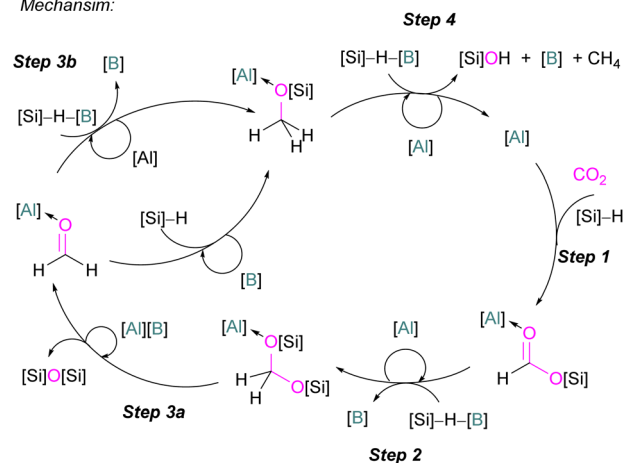 Mechansim:
Step 4
Step 3b
[B]
[Si]–H–[B]
[Al]
[Al]
O[Si]
H
H
H
[Si]–H–[B]
[Si]OH + [B] + CH4
[Al]
[Al]
CO2
[Si]–H
Step 1
[Al]
O
H
H
[Si]–H
[B]
[Al][B]
[Si]O[Si]
Step 3a
[Al]
O[Si]
H
H
O[Si]
[Al]
[B]
[Si]–H–[B]
Step 2
[Al]
O
H
O[Si]